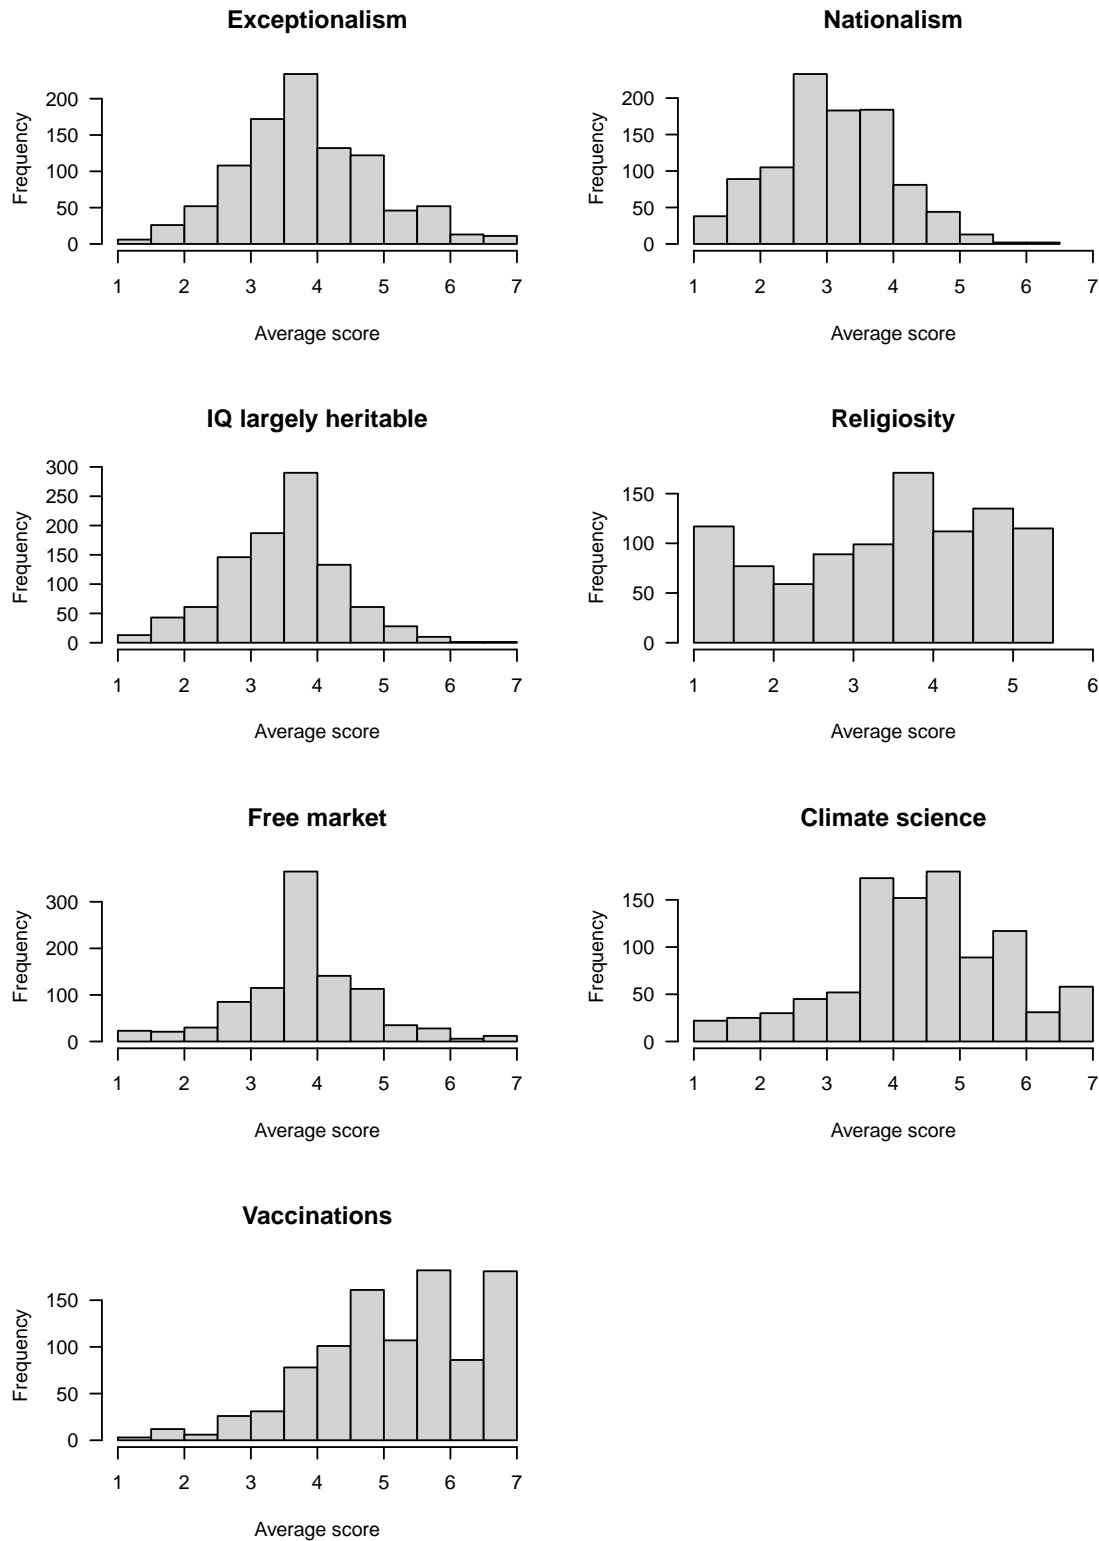 Exceptionalism
Frequency
200
150
100
50
0
1 2 3 4 5 6 7
Average score
Nationalism
Frequency
200
150
100
50
0
1 2 3 4 5 6 7
Average score
IQ largely heritable
Frequency
300
250
200
150
100
50
0
1 2 3 4 5 6 7
Average score
Religiosity
Frequency
150
100
50
0
1 2 3 4 5 6
Average score
Free market
Frequency
300
200
100
0
1 2 3 4 5 6 7
Average score
Climate science
Frequency
150
100
50
0
1 2 3 4 5 6 7
Average score
Vaccinations
Frequency
150
100
50
0
1 2 3 4 5 6 7
Average score